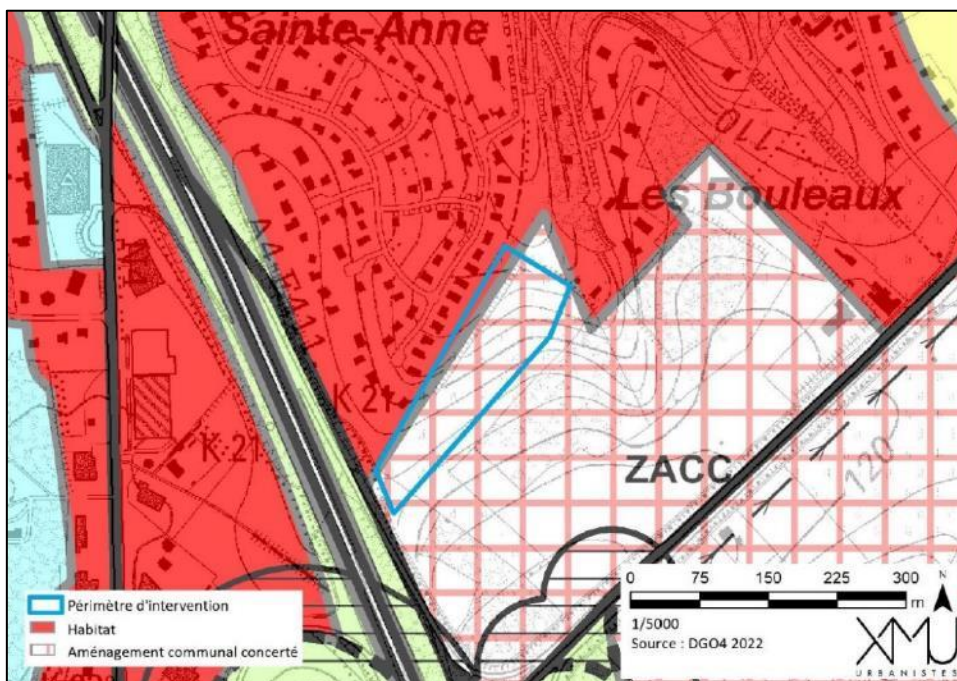 Sainte-Anne
110
Les Bouleaux
K 21
K 21
ZACC
120
Périmètre d'intervention
Habitat
Aménagement communal concerté
0 75 150 225 300
m
N
1/5000
Source : DGO4 2022
XMU
URBANISTES